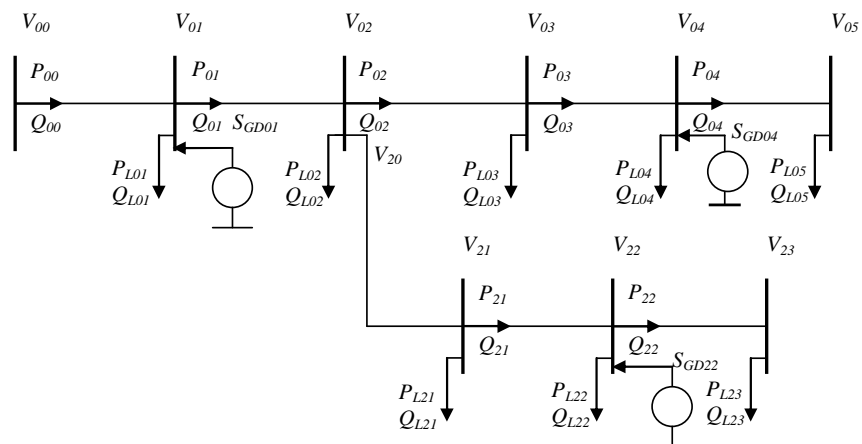 V00 V01 V02 V03 V04 V05
P00 P01 P02 P03 P04
Q00 Q01 SGD01 Q02 Q03 Q04 SGD04
V20
PL01 PL02 PL03 PL04 PL05
QL01 QL02 QL03 QL04 QL05
V21 V22 V23
P21 P22
Q21 Q22 SGD22
PL21 PL22 PL23
QL21 QL22 QL23